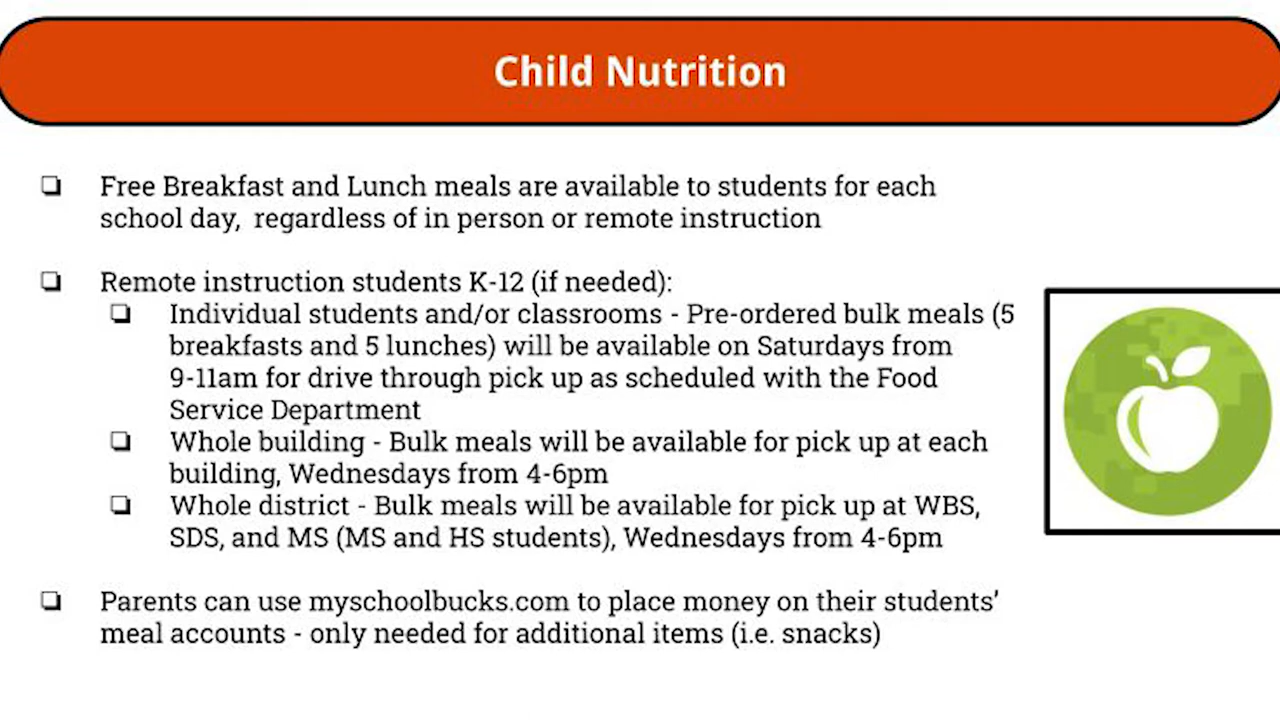 Child Nutrition
❏ Free Breakfast and Lunch meals are available to students for each
school day,  regardless of in person or remote instruction
❏ Remote instruction students K-12 (if needed):
❏ Individual students and/or classrooms - Pre-ordered bulk meals (5
breakfasts and 5 lunches) will be available on Saturdays from
9-11am for drive through pick up as scheduled with the Food
Service Department
❏ Whole building - Bulk meals will be available for pick up at each
building, Wednesdays from 4-6pm
❏ Whole district - Bulk meals will be available for pick up at WBS,
SDS, and MS (MS and HS students), Wednesdays from 4-6pm
❏ Parents can use myschoolbucks.com to place money on their students’
meal accounts - only needed for additional items (i.e. snacks)